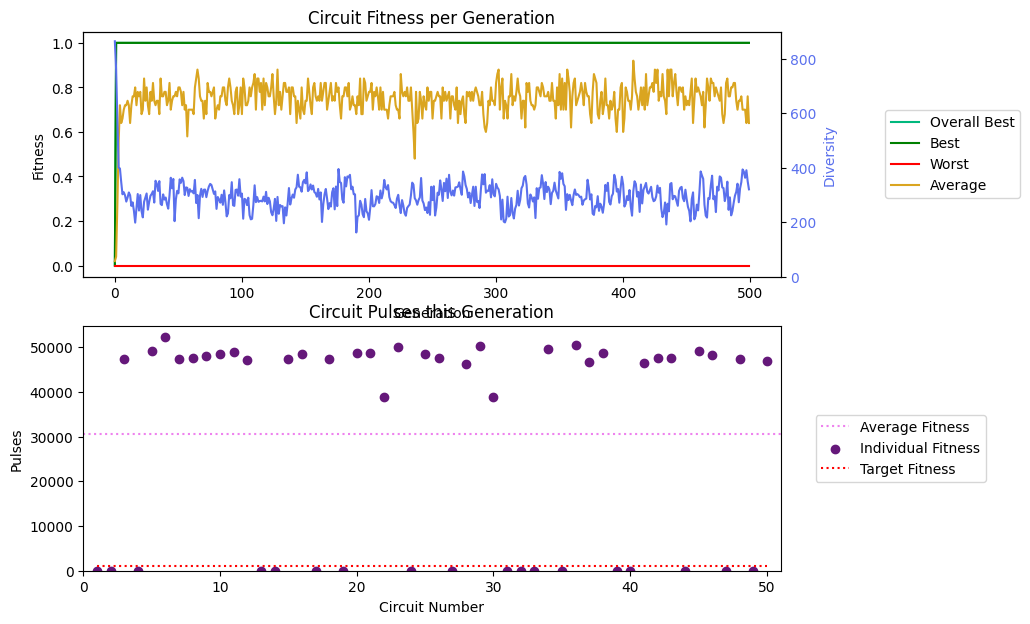 Circuit Fitness per Generation
1.0
0.8
0.6
0.4
0.2
0.0
Fitness
800
600
400
200
0
Diversity
0
100
200
300
400
500
Generation
Overall Best
Best
Worst
Average
Circuit Pulses this Generation
50000
40000
30000
20000
10000
0
Pulses
0
10
20
30
40
50
Circuit Number
Average Fitness
Individual Fitness
Target Fitness